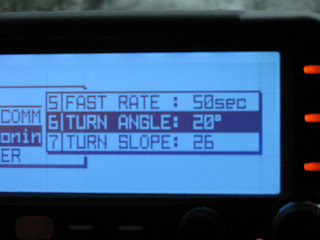 COMM
onin
ER
5 FAST RATE : 50sec
6 TURN ANGLE: 20°
7 TURN SLOPE: 26